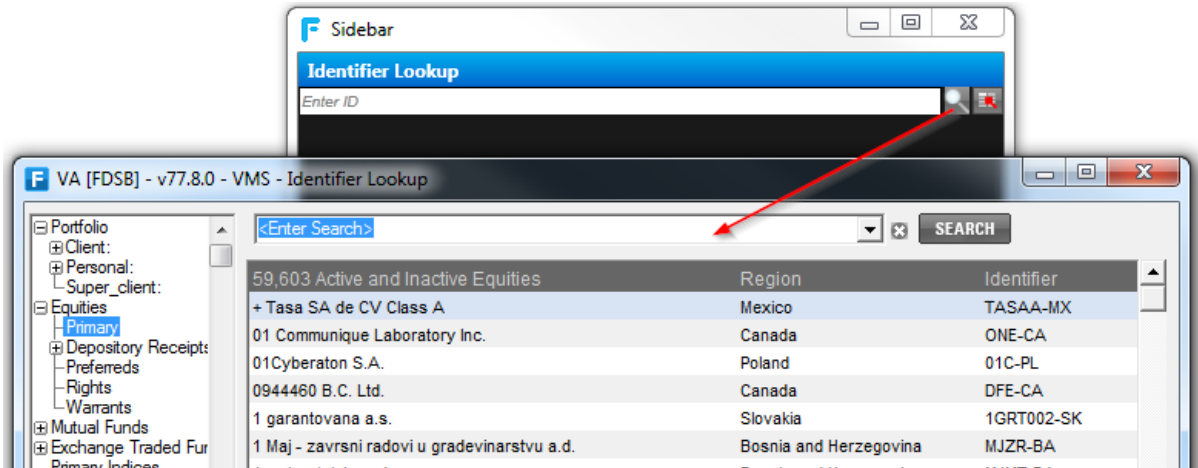 Sidebar
Identifier Lookup
Enter ID
VA [FDSB] - v77.8.0 - VMS - Identifier Lookup
Portfolio
Client:
Personal:
Super_client:
Equities
Primary
Depository Receipts
Preferreds
Rights
Warrants
Mutual Funds
Exchange Traded Fur
Primary Indices
<Enter Search> SEARCH
59,603 Active and Inactive Equities Region Identifier
+ Tasa SA de CV Class A Mexico TASAA-MX
01 Communique Laboratory Inc. Canada ONE-CA
01Cyberaton S.A. Poland 01C-PL
0944460 B.C. Ltd. Canada DFE-CA
1 garantovana a.s. Slovakia 1GRT002-SK
1 Maj - zavrsni radovi u gradevinarstvu a.d. Bosnia and Herzegovina MJZR-BA